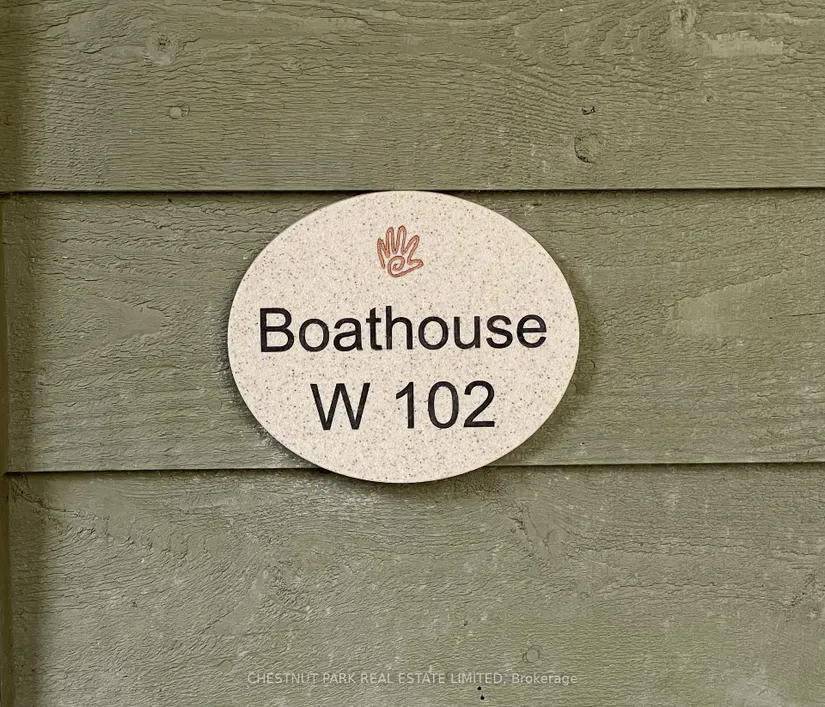 Boathouse
W 102
CHESTNUT PARK REAL ESTATE LIMITED, Brokerage